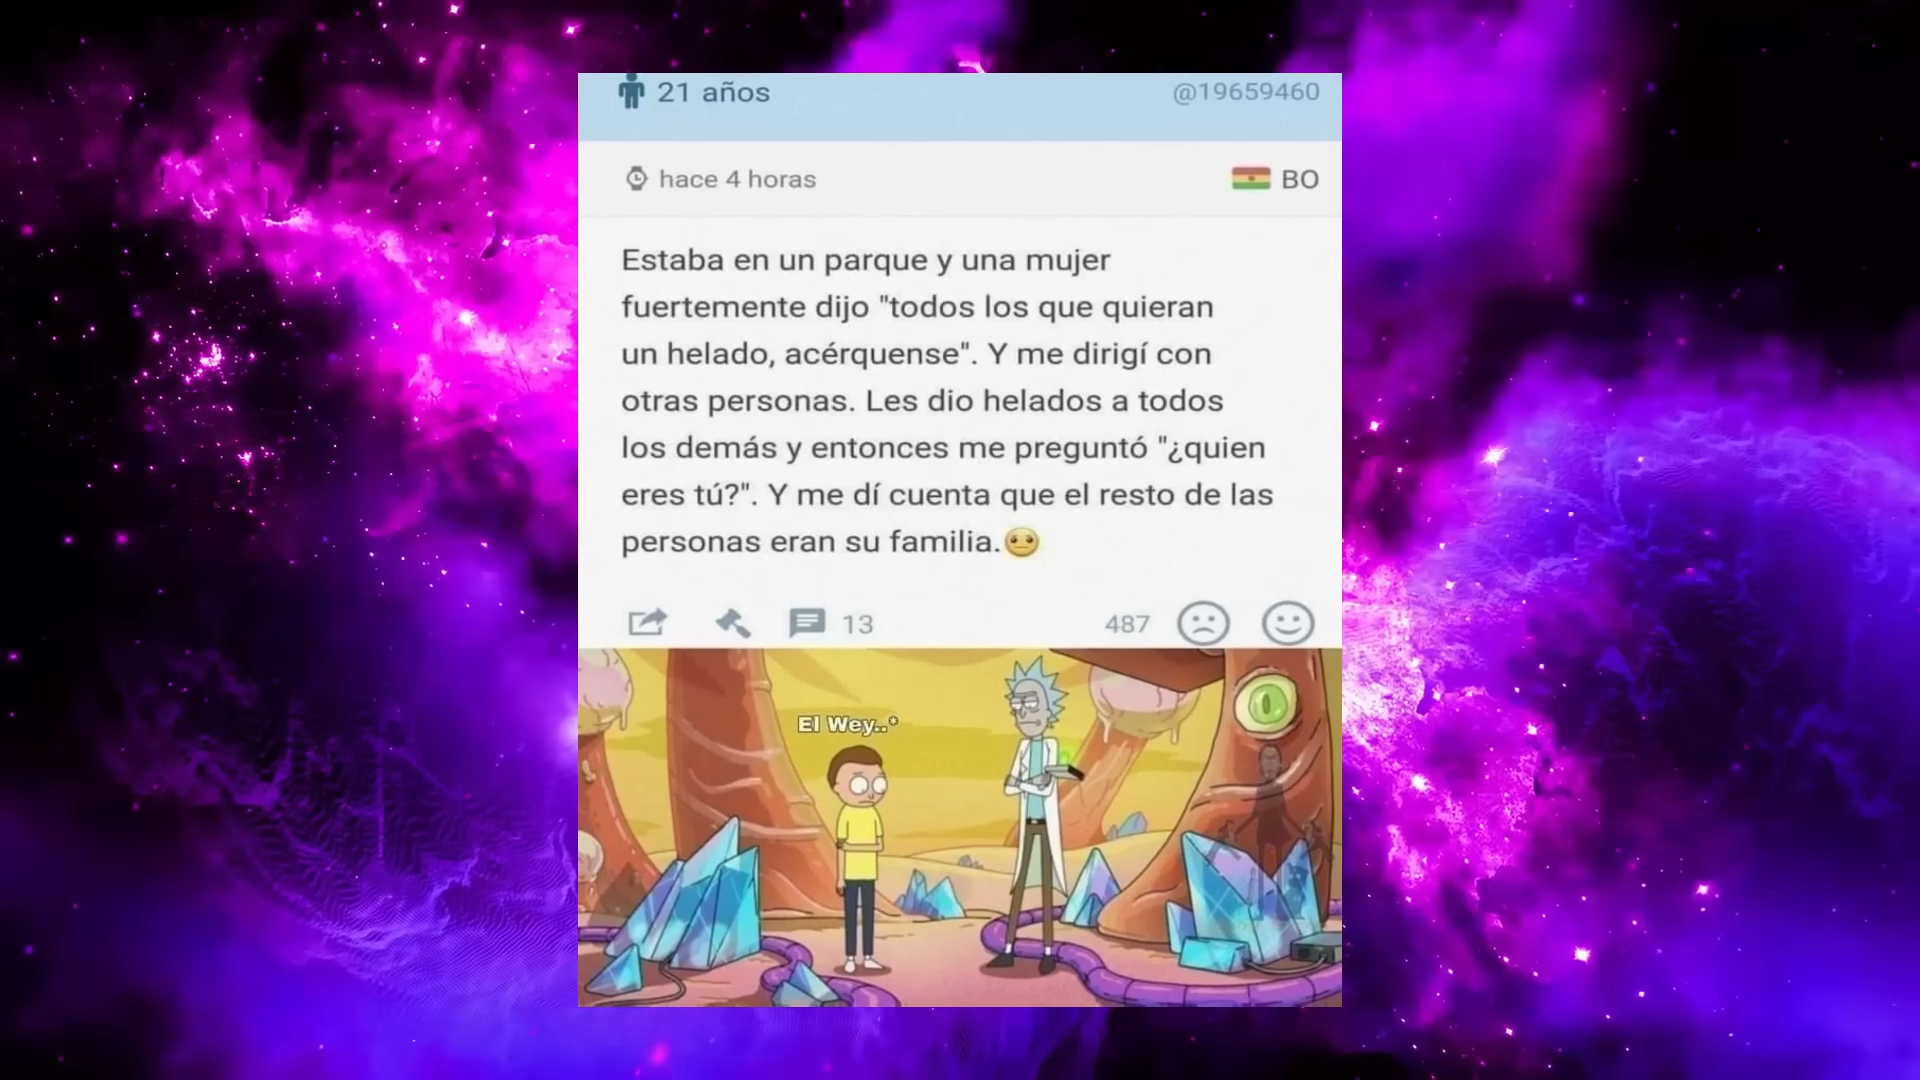 21 años
@19659460
hace 4 horas
BO
Estaba en un parque y una mujer
fuertemente dijo "todos los que quieran
un helado, acérquense". Y me dirigí con
otras personas. Les dio helados a todos
los demás y entonces me preguntó "¿quien
eres tú?". Y me dí cuenta que el resto de las
personas eran su familia.😐
13
487
El Wey..*